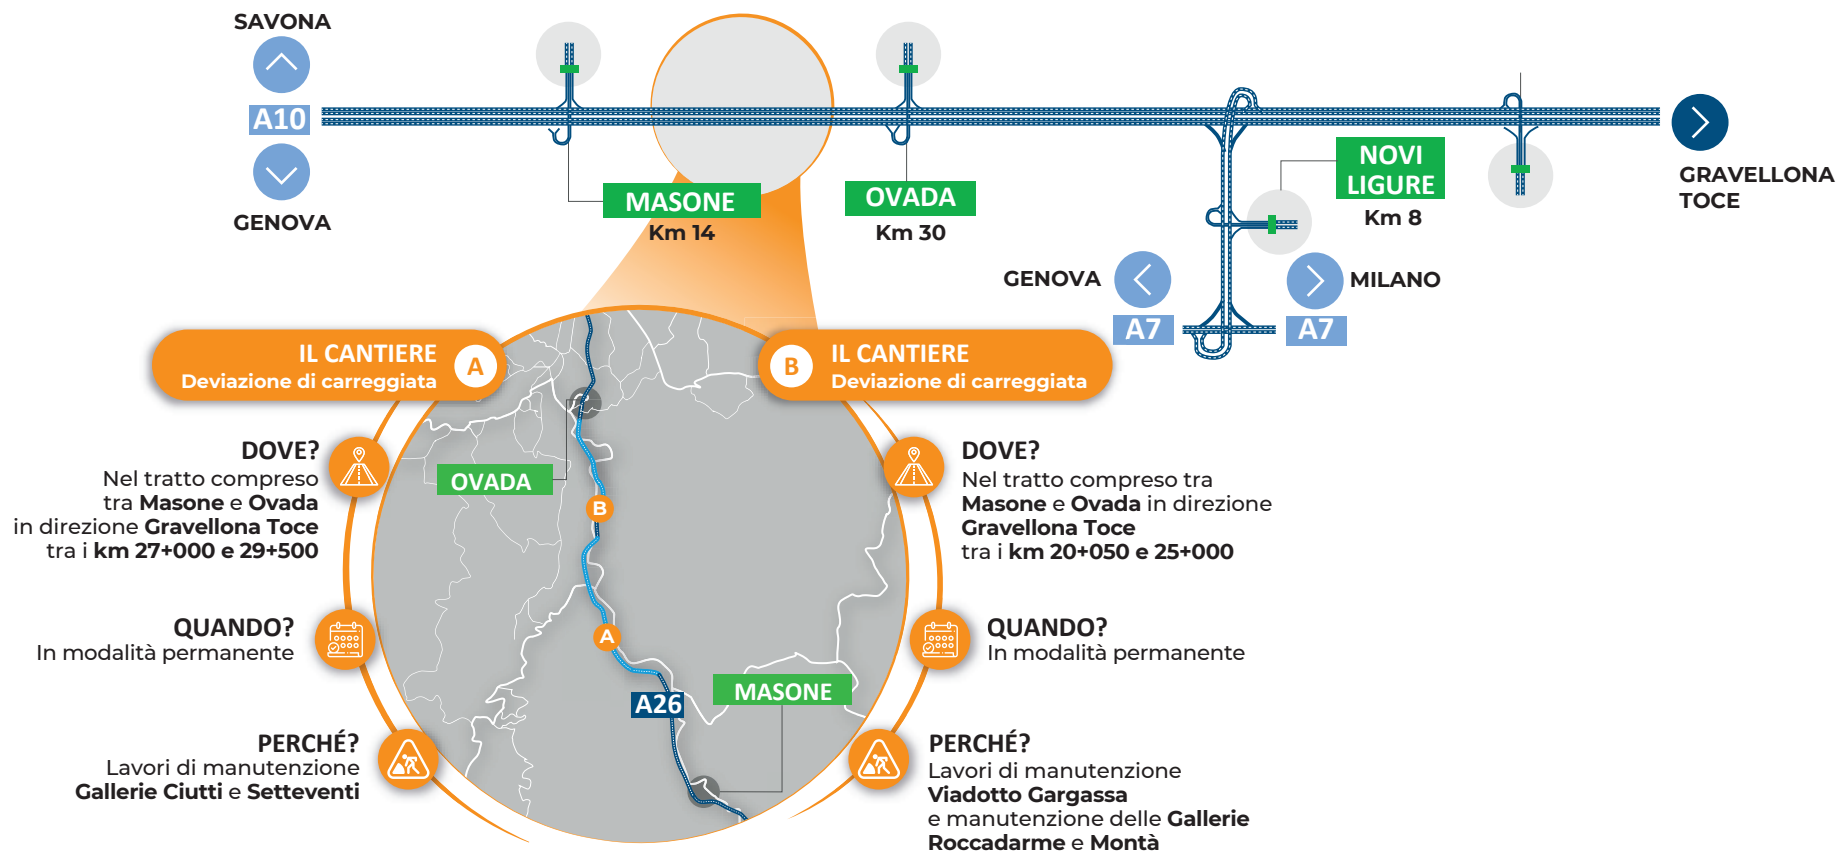 SAVONA
A10
GENOVA
MASONE
Km 14
OVADA
Km 30
NOVI
LIGURE
Km 8
GRAVELLONA
TOCE
GENOVA
A7
MILANO
A7
IL CANTIERE
Deviazione di carreggiata
A
DOVE?
Nel tratto compreso
tra Masone e Ovada
in direzione Gravellona Toce
tra i km 27+000 e 29+500
QUANDO?
In modalità permanente
PERCHÉ?
Lavori di manutenzione
Gallerie Ciutti e Setteventi
OVADA
B
A
A26
MASONE
B
IL CANTIERE
Deviazione di carreggiata
DOVE?
Nel tratto compreso tra
Masone e Ovada in direzione
Gravellona Toce
tra i km 20+050 e 25+000
QUANDO?
In modalità permanente
PERCHÉ?
Lavori di manutenzione
Viadotto Gargassa
e manutenzione delle Gallerie
Roccadarme e Montà